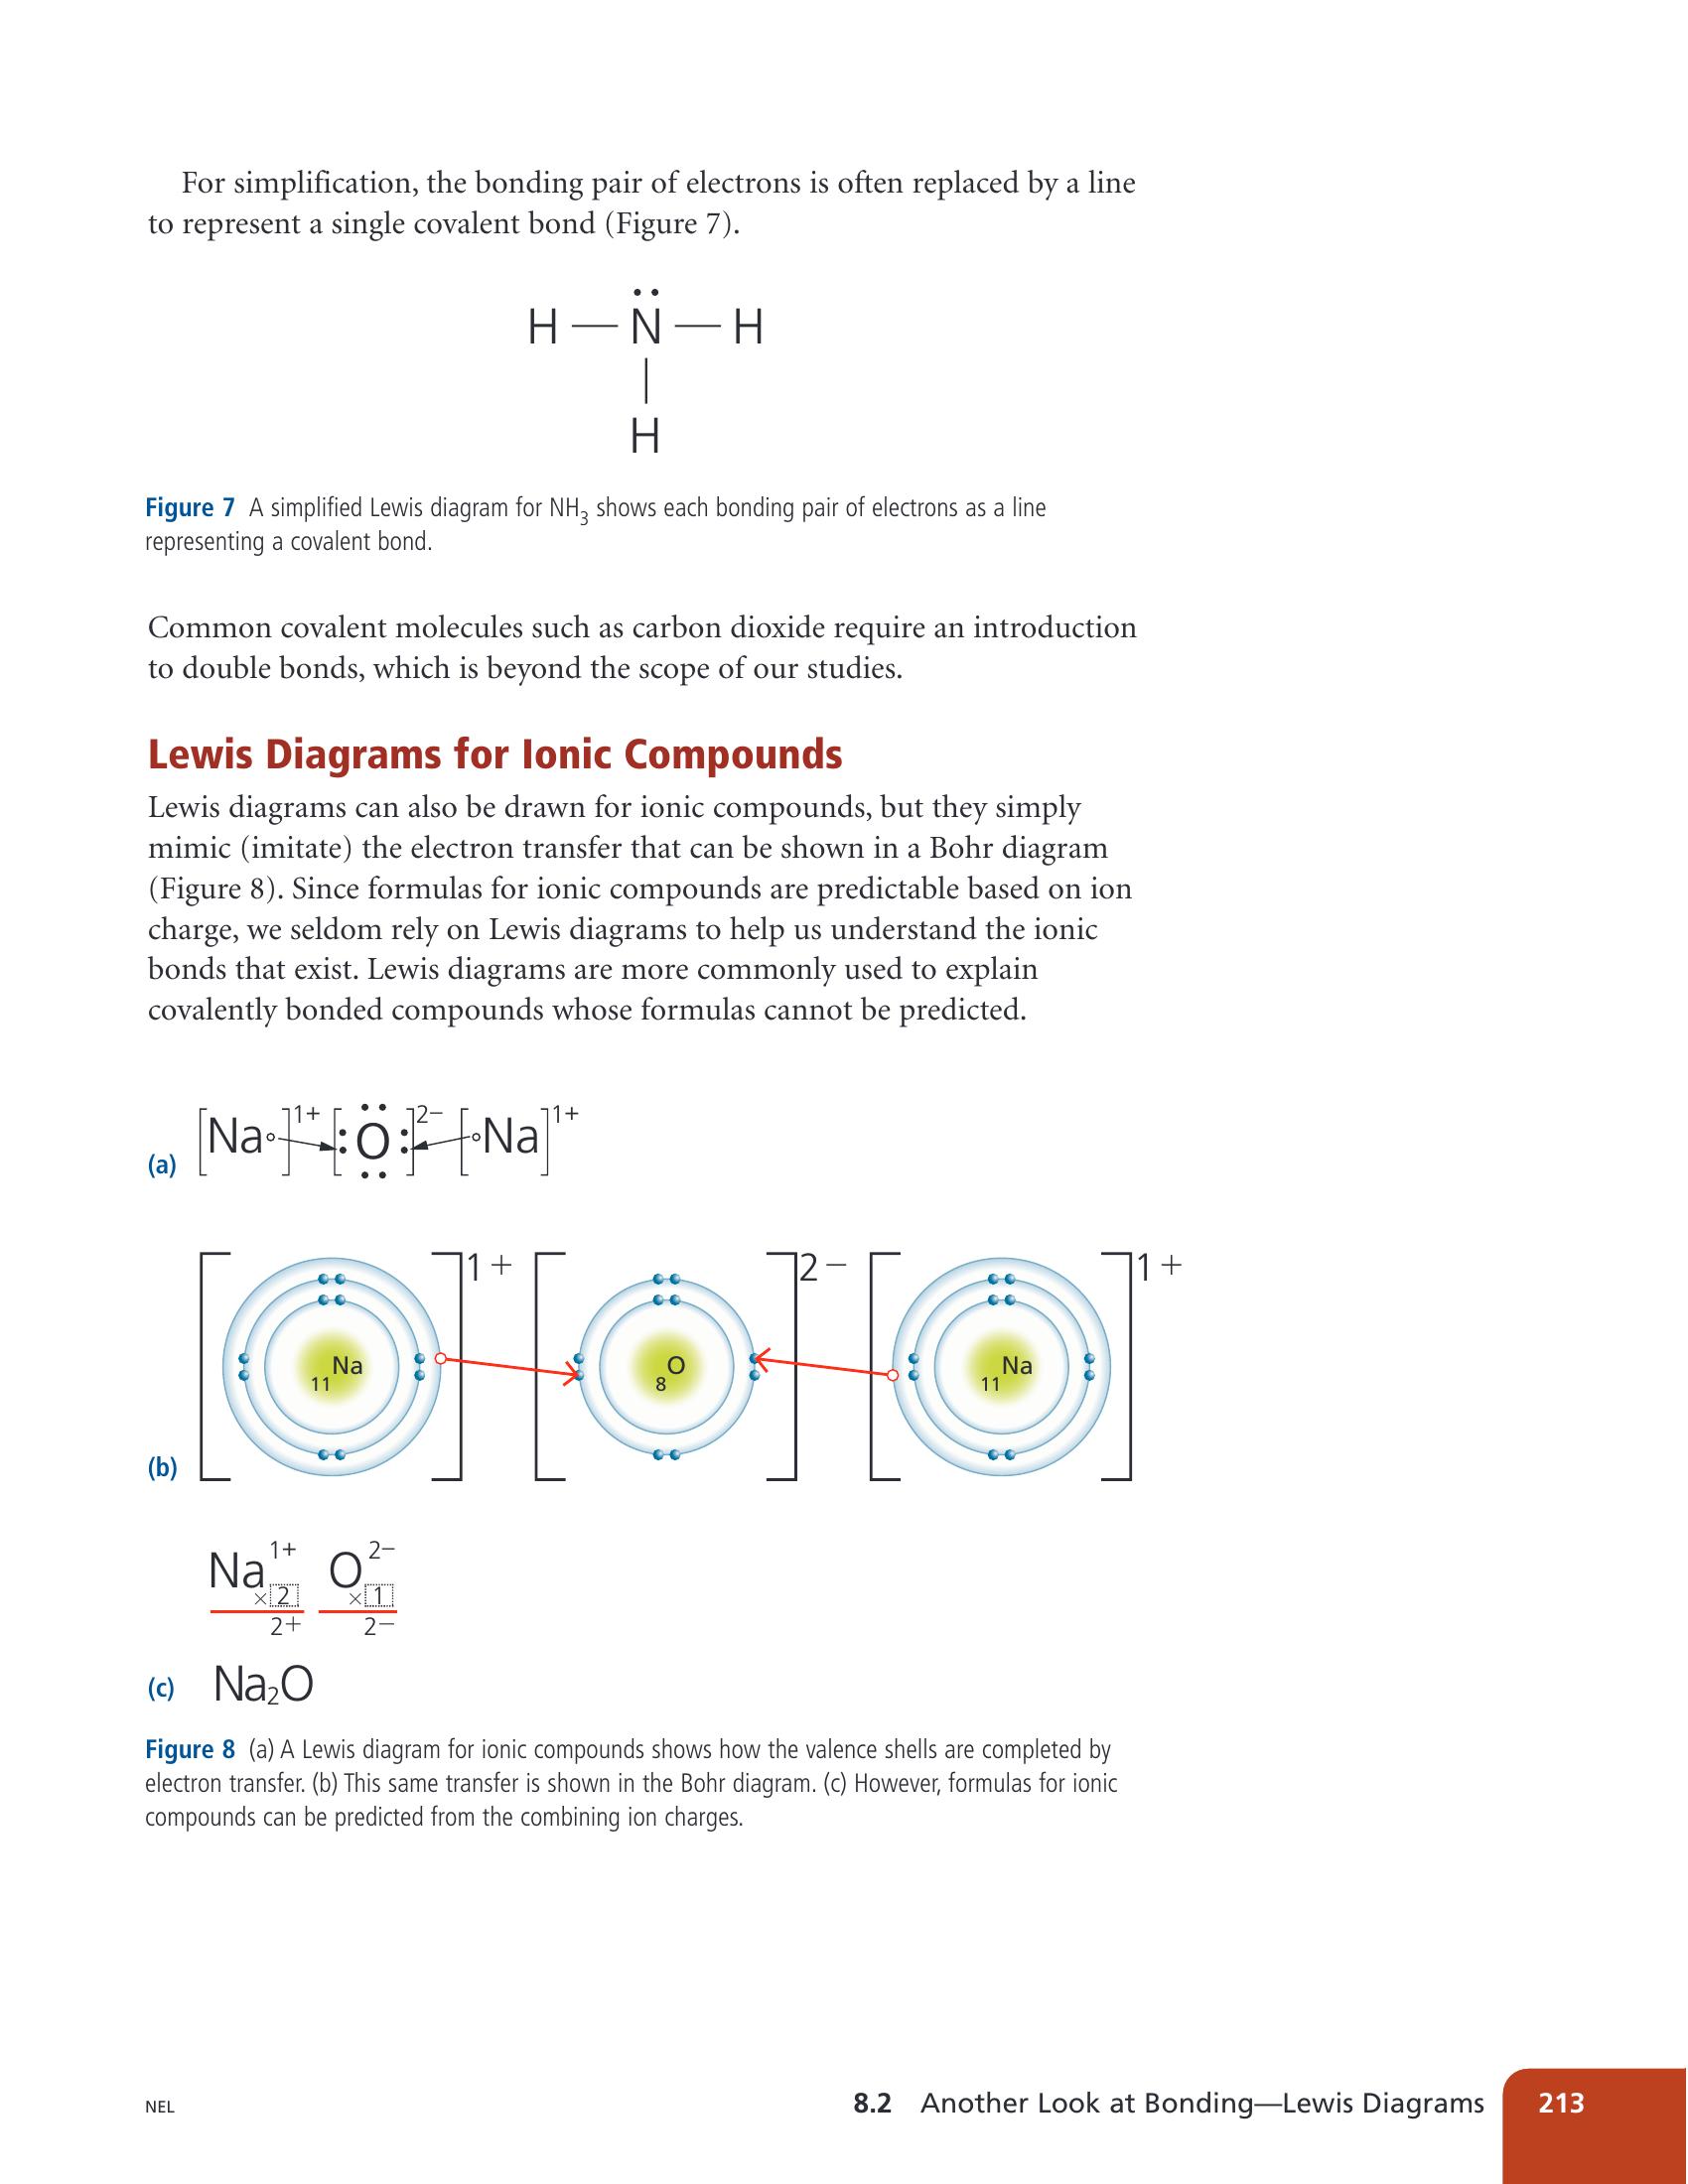 For simplification, the bonding pair of electrons is often replaced by a line
to represent a single covalent bond (Figure 7).
H — N — H
|
H
Figure 7 A simplified Lewis diagram for NH₃ shows each bonding pair of electrons as a line
representing a covalent bond.
Common covalent molecules such as carbon dioxide require an introduction
to double bonds, which is beyond the scope of our studies.
Lewis Diagrams for Ionic Compounds
Lewis diagrams can also be drawn for ionic compounds, but they simply
mimic (imitate) the electron transfer that can be shown in a Bohr diagram
(Figure 8). Since formulas for ionic compounds are predictable based on ion
charge, we seldom rely on Lewis diagrams to help us understand the ionic
bonds that exist. Lewis diagrams are more commonly used to explain
covalently bonded compounds whose formulas cannot be predicted.
(a) [Na]1+ [O]2− [Na]1+
1+ 2− 1+
Na O Na
11 8 11
(b)
Na1+ O2−
×2 ×1
2+ 2−
(c) Na₂O
Figure 8 (a) A Lewis diagram for ionic compounds shows how the valence shells are completed by
electron transfer. (b) This same transfer is shown in the Bohr diagram. (c) However, formulas for ionic
compounds can be predicted from the combining ion charges.
NEL 8.2 Another Look at Bonding—Lewis Diagrams 213